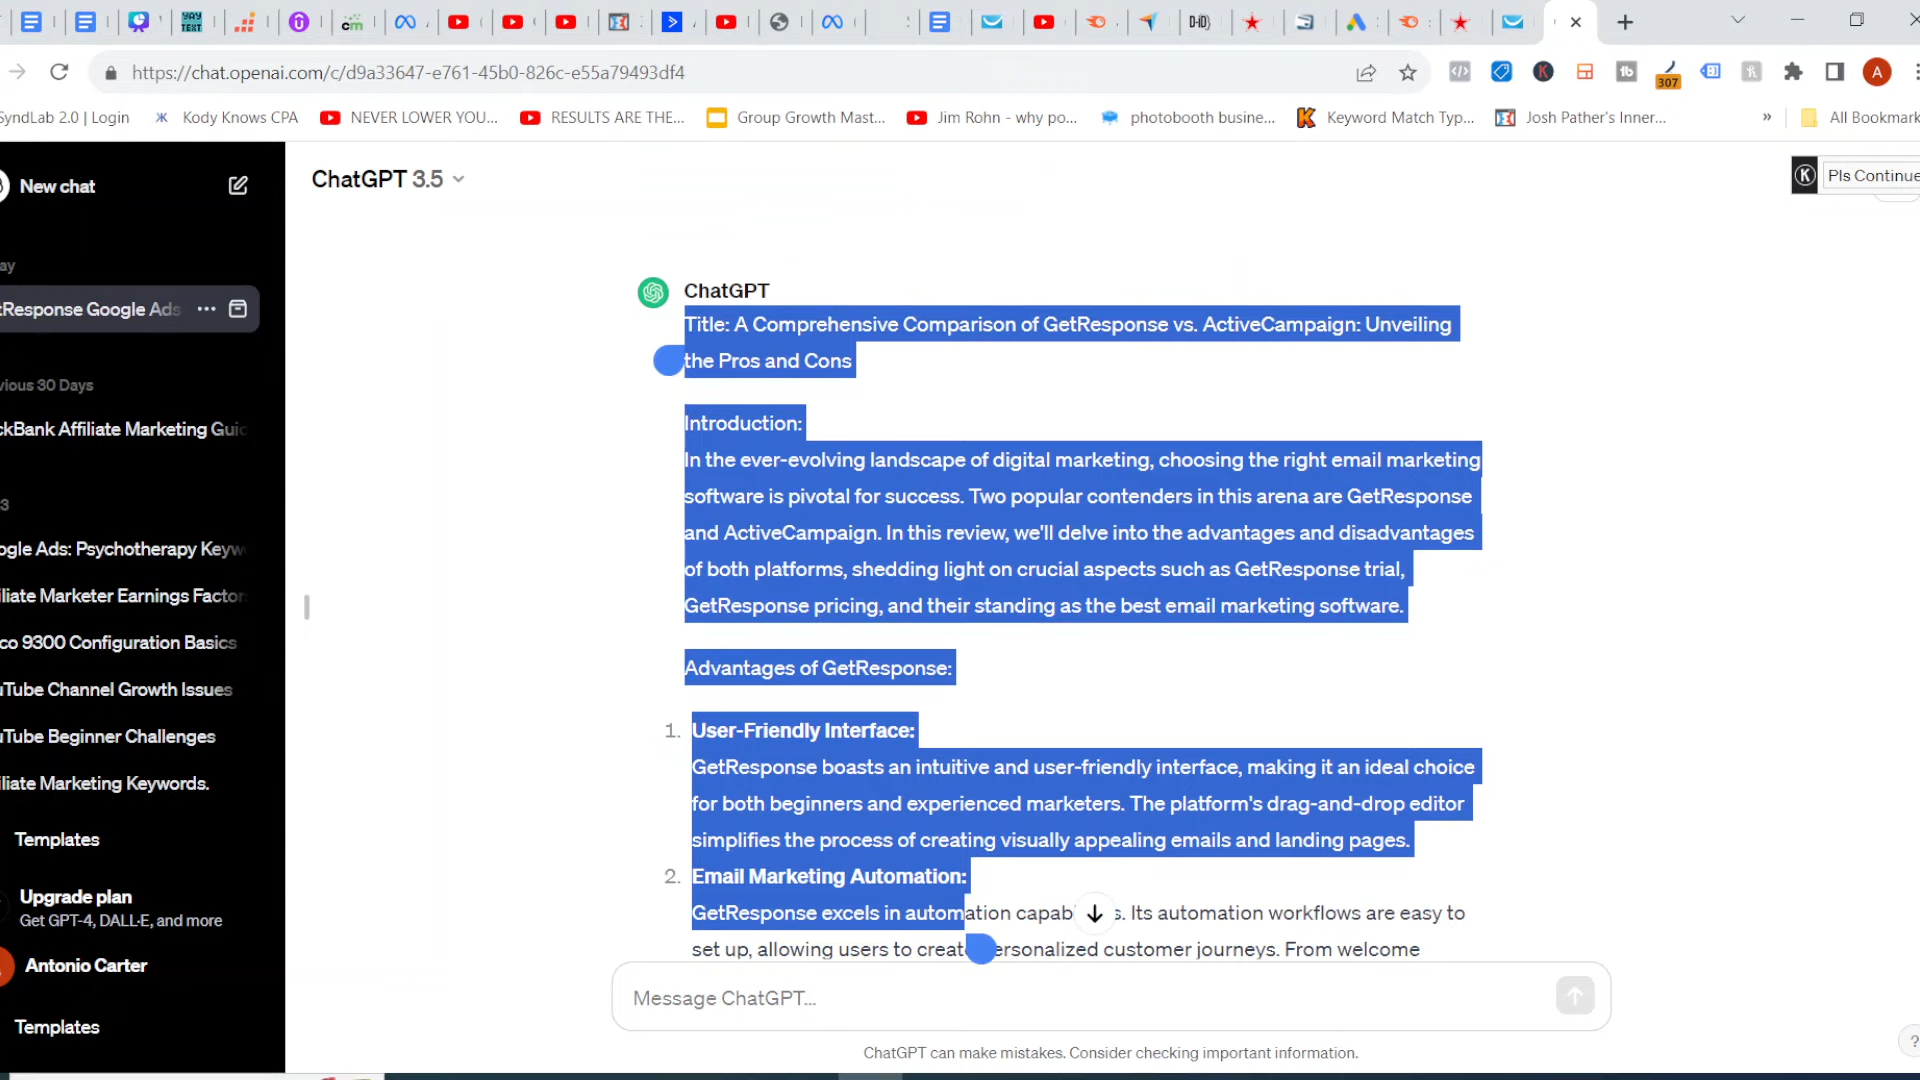 https://chat.openai.com/c/d9a33647-e761-45b0-826c-e55a79493df4
307
A
SyndLab 2.0 | Login
Kody Knows CPA
NEVER LOWER YOU...
RESULTS ARE THE...
Group Growth Mast...
Jim Rohn - why po...
photobooth busine...
Keyword Match Typ...
Josh Pather's Inner...
»
All Bookmark
New chat
ChatGPT 3.5
Pls Continue
ay
tResponse Google Ads
vious 30 Days
ckBank Affiliate Marketing Guid
3
ogle Ads: Psychotherapy Keyw
iliate Marketer Earnings Factor
co 9300 Configuration Basics
uTube Channel Growth Issues
uTube Beginner Challenges
iliate Marketing Keywords.
Templates
Upgrade plan
Get GPT-4, DALL·E, and more
Antonio Carter
Templates
ChatGPT
Title: A Comprehensive Comparison of GetResponse vs. ActiveCampaign: Unveiling
the Pros and Cons
Introduction:
In the ever-evolving landscape of digital marketing, choosing the right email marketing
software is pivotal for success. Two popular contenders in this arena are GetResponse
and ActiveCampaign. In this review, we'll delve into the advantages and disadvantages
of both platforms, shedding light on crucial aspects such as GetResponse trial,
GetResponse pricing, and their standing as the best email marketing software.
Advantages of GetResponse:
1. User-Friendly Interface:
GetResponse boasts an intuitive and user-friendly interface, making it an ideal choice
for both beginners and experienced marketers. The platform's drag-and-drop editor
simplifies the process of creating visually appealing emails and landing pages.
2. Email Marketing Automation:
GetResponse excels in automation capab s. Its automation workflows are easy to
set up, allowing users to creat ersonalized customer journeys. From welcome
Message ChatGPT...
ChatGPT can make mistakes. Consider checking important information.
?